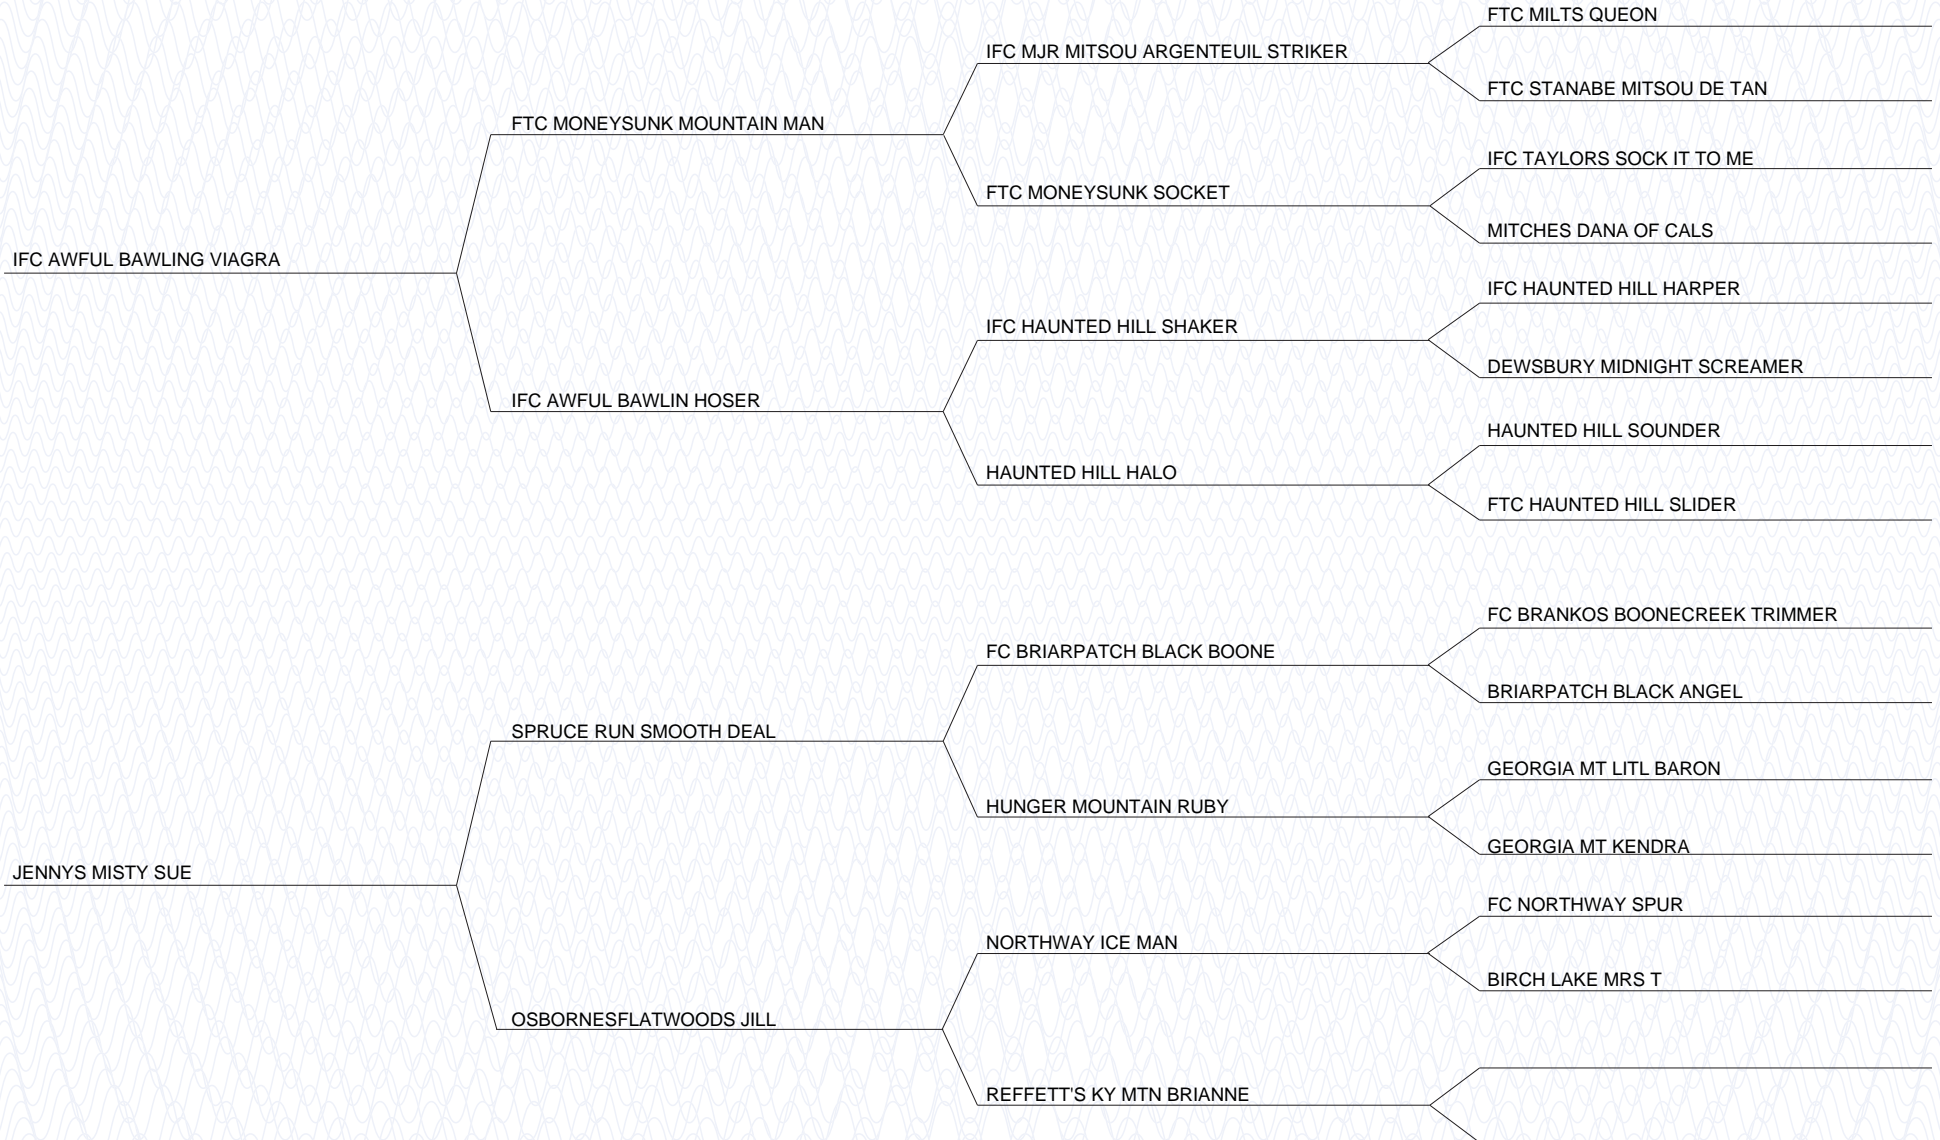 FTC MILTS QUEON
IFC MJR MITSOU ARGENTEUIL STRIKER
FTC STANABE MITSOU DE TAN
FTC MONEYSUNK MOUNTAIN MAN
IFC TAYLORS SOCK IT TO ME
FTC MONEYSUNK SOCKET
MITCHES DANA OF CALS
IFC AWFUL BAWLING VIAGRA
IFC HAUNTED HILL HARPER
IFC HAUNTED HILL SHAKER
DEWSBURY MIDNIGHT SCREAMER
IFC AWFUL BAWLIN HOSER
HAUNTED HILL SOUNDER
HAUNTED HILL HALO
FTC HAUNTED HILL SLIDER
FC BRANKOS BOONECREEK TRIMMER
FC BRIARPATCH BLACK BOONE
BRIARPATCH BLACK ANGEL
SPRUCE RUN SMOOTH DEAL
GEORGIA MT LITL BARON
HUNGER MOUNTAIN RUBY
GEORGIA MT KENDRA
JENNYS MISTY SUE
FC NORTHWAY SPUR
NORTHWAY ICE MAN
BIRCH LAKE MRS T
OSBORNESFLATWOODS JILL
REFFETT'S KY MTN BRIANNE